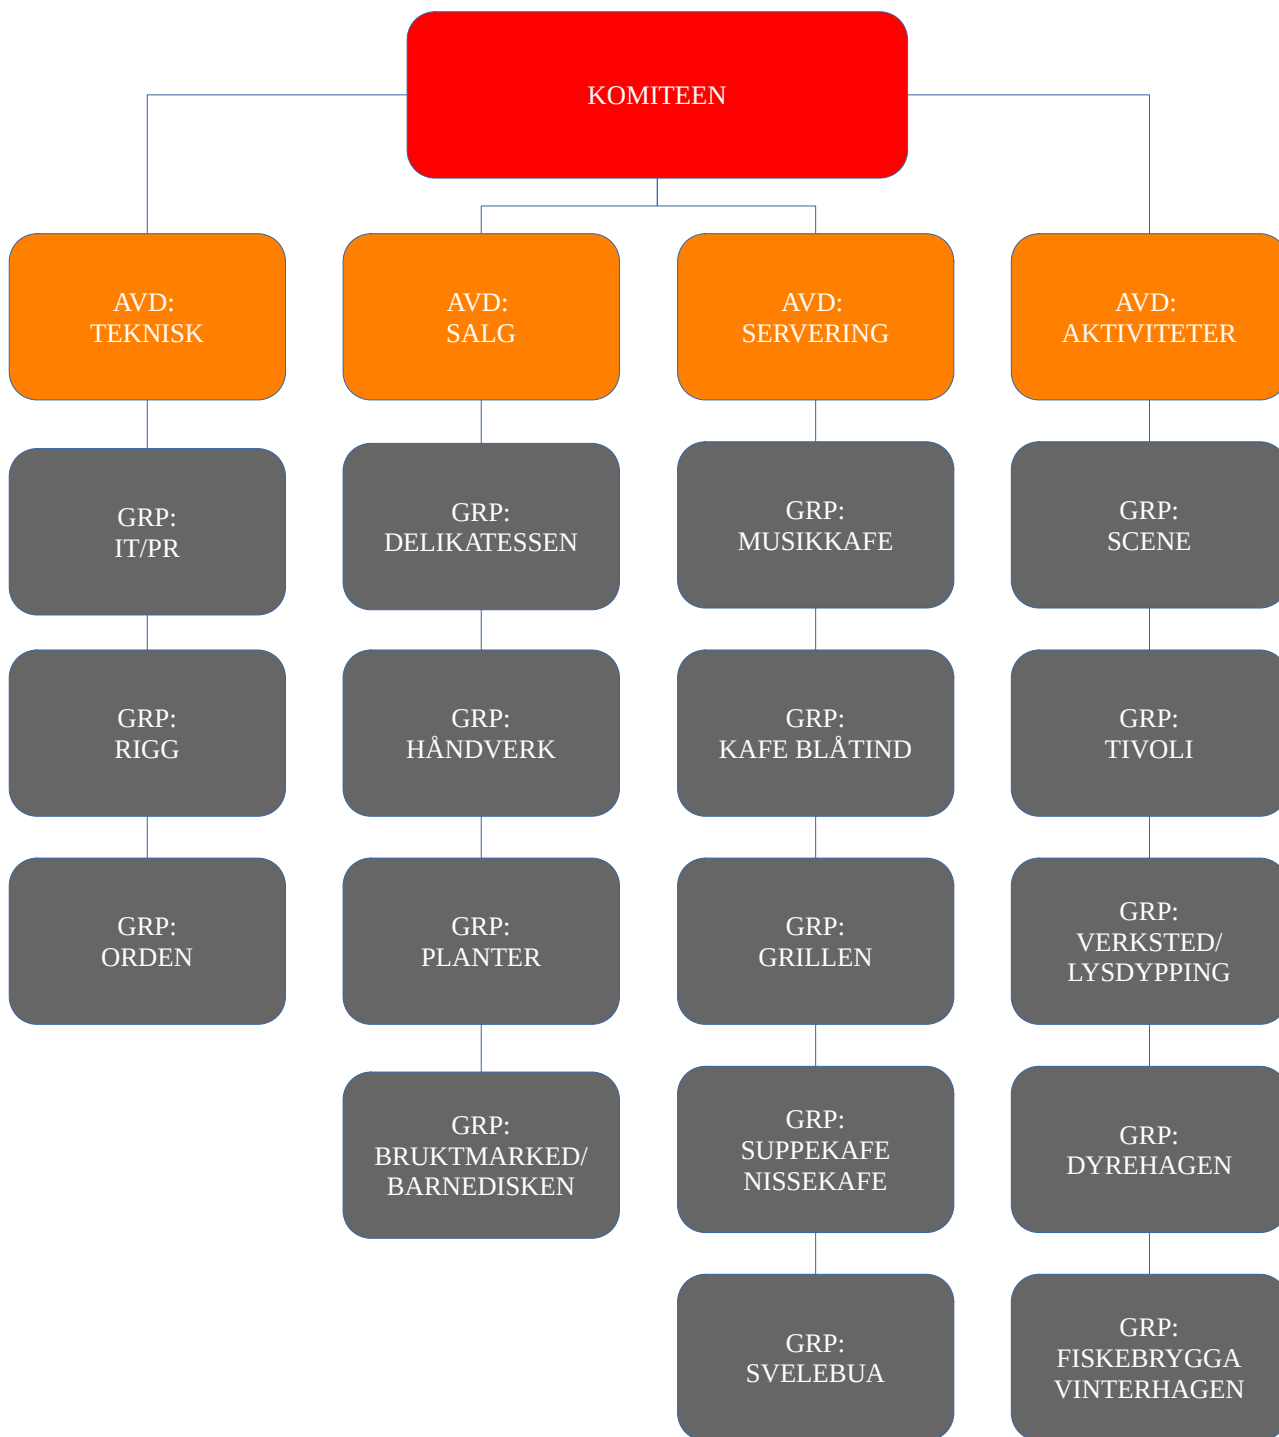 KOMITEEN
AVD:
TEKNISK
AVD:
SALG
AVD:
SERVERING
AVD:
AKTIVITETER
GRP:
IT/PR
GRP:
DELIKATESSEN
GRP:
MUSIKKAFE
GRP:
SCENE
GRP:
RIGG
GRP:
HÅNDVERK
GRP:
KAFE BLÅTIND
GRP:
TIVOLI
GRP:
ORDEN
GRP:
PLANTER
GRP:
GRILLEN
GRP:
VERKSTED/
LYSDYPPING
GRP:
BRUKTMARKED/
BARNEDISKEN
GRP:
SUPPEKAFE
NISSEKAFE
GRP:
DYREHAGEN
GRP:
SVELEBUA
GRP:
FISKEBRYGGA
VINTERHAGEN